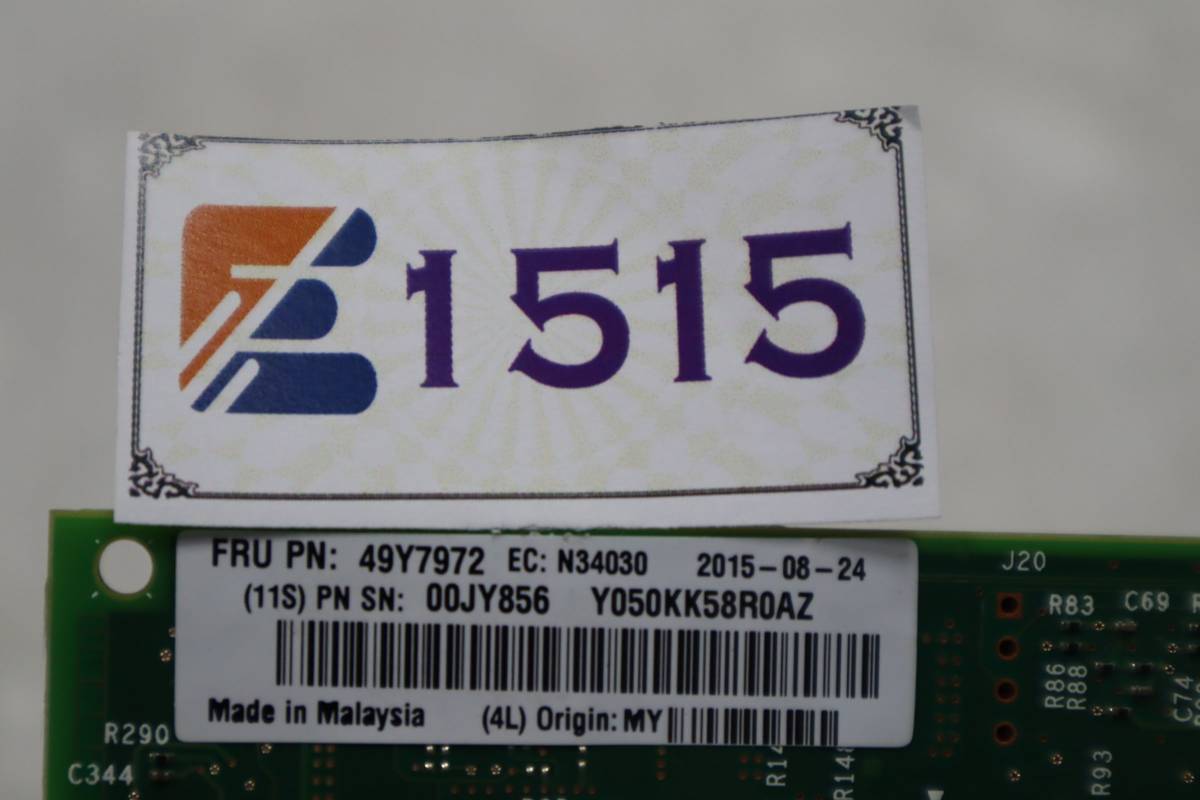 1515
FRU PN: 49Y7972 EC: N34030 2015-08-24
(11S) PN SN: 00JY856 Y050KK58R0AZ
Made in Malaysia (4L) Origin: MY
J20
R83 C69
R86
R88
C74
R290
C344
R93